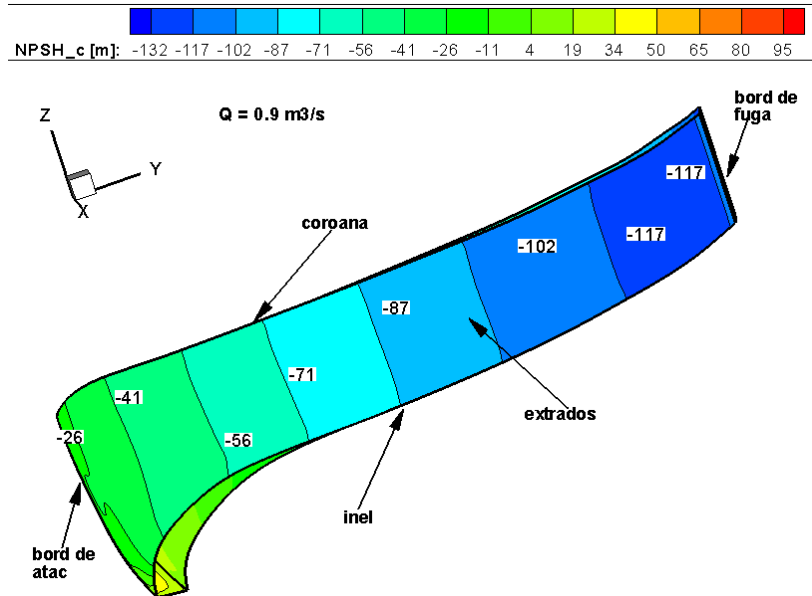 NPSH_c [m]: -132 -117 -102 -87 -71 -56 -41 -26 -11 4 19 34 50 65 80 95
Q = 0.9 m3/s
bord de
fuga
Z
Y
X
-117
coroana
-102
-117
-87
-71
-41
extrados
-26
-56
inel
bord de
atac